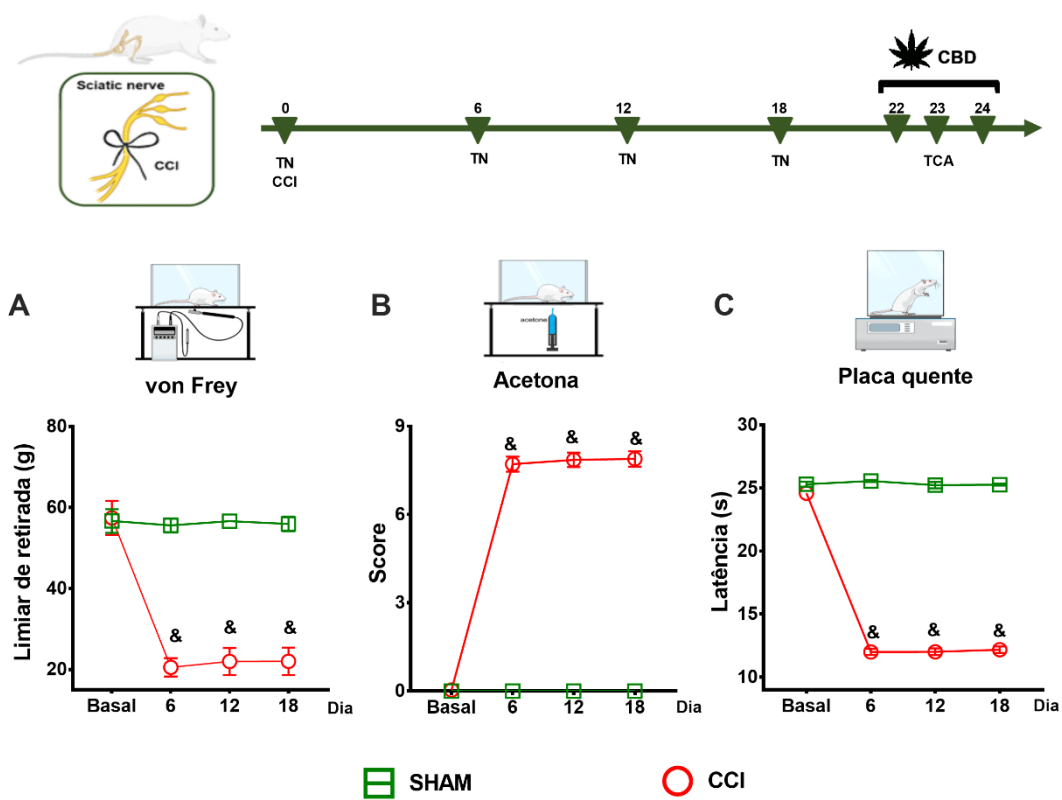 Sciatic nerve
CCI
CBD
0 6 12 18 22 23 24
TN TN TN TN TCA
CCI
A B C
acetone
von Frey
Acetona
Placa quente
Limiar de retirada (g)
80
60
40
20
& & &
Basal 6 12 18 Dia
Score
9
6
3
0
& & &
Basal 6 12 18 Dia
Latência (s)
30
25
20
15
10
& & &
Basal 6 12 18 Dia
SHAM CCI